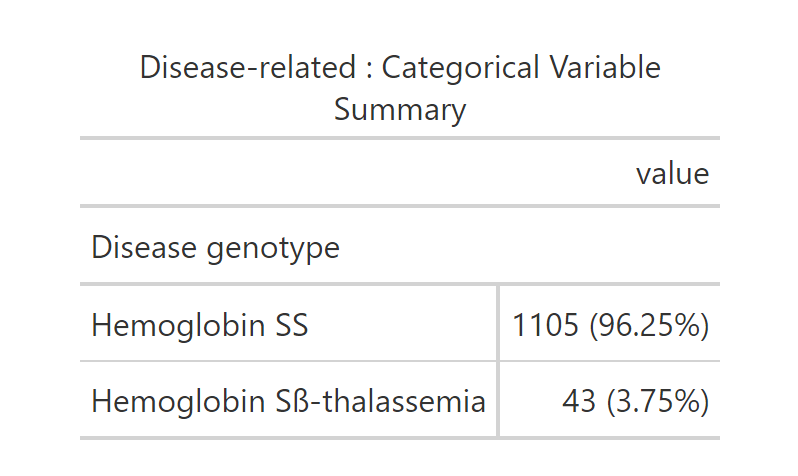 Disease-related : Categorical Variable
Summary
value
Disease genotype
Hemoglobin SS 1105 (96.25%)
Hemoglobin Sß-thalassemia 43 (3.75%)